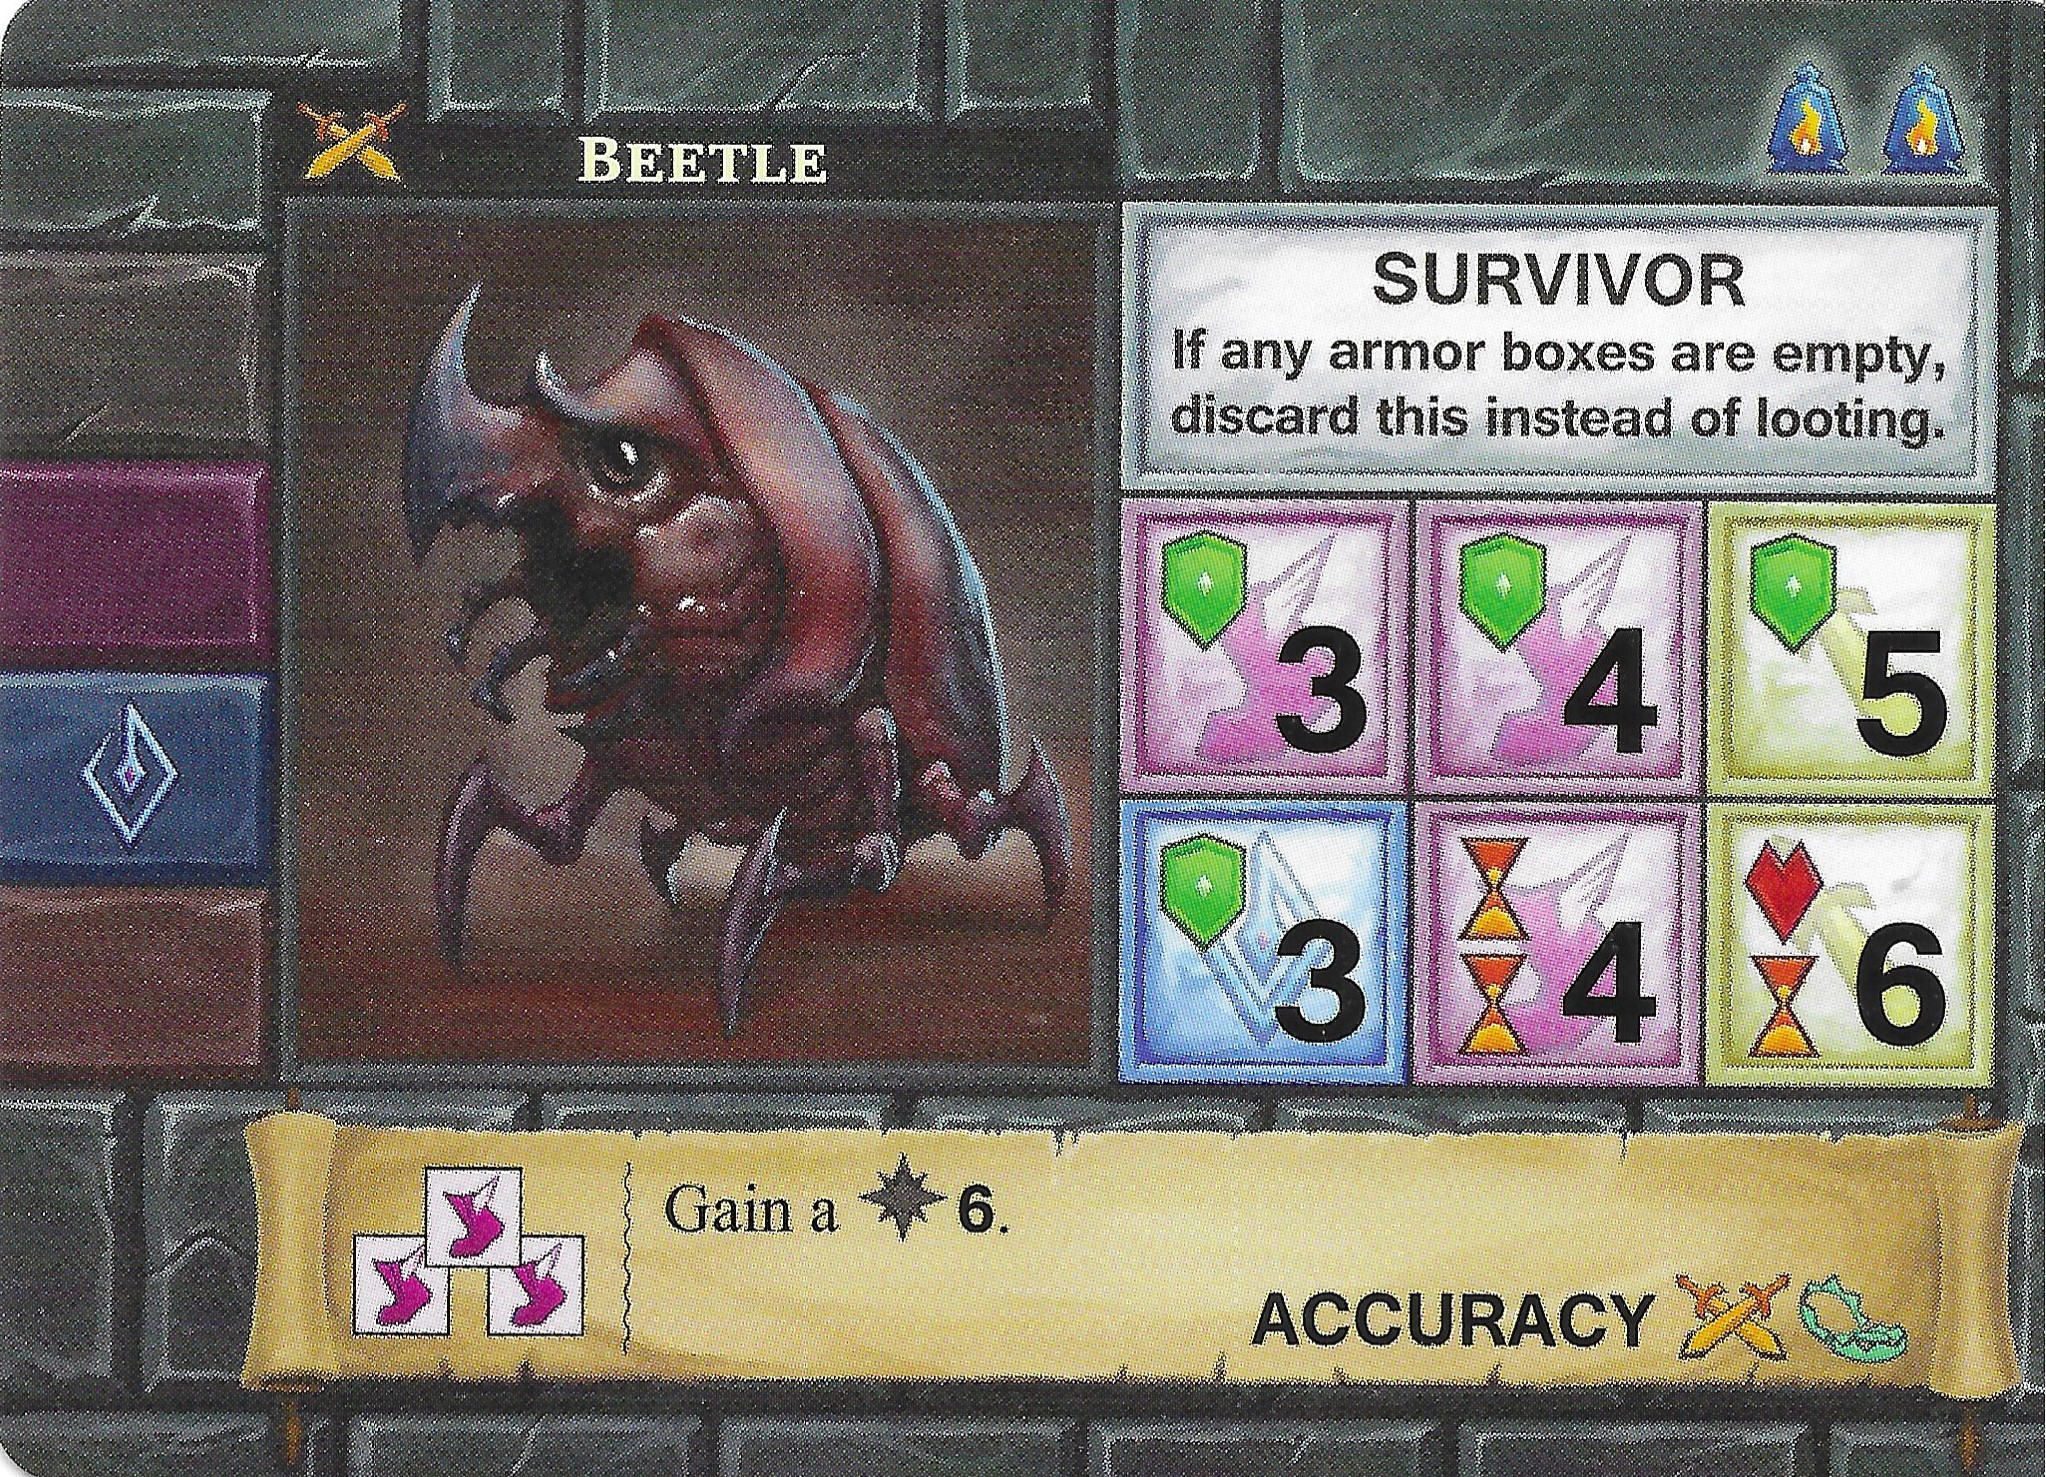 BEETLE
SURVIVOR
If any armor boxes are empty,
discard this instead of looting.
3 4 5
3 4 6
Gain a 6.
ACCURACY